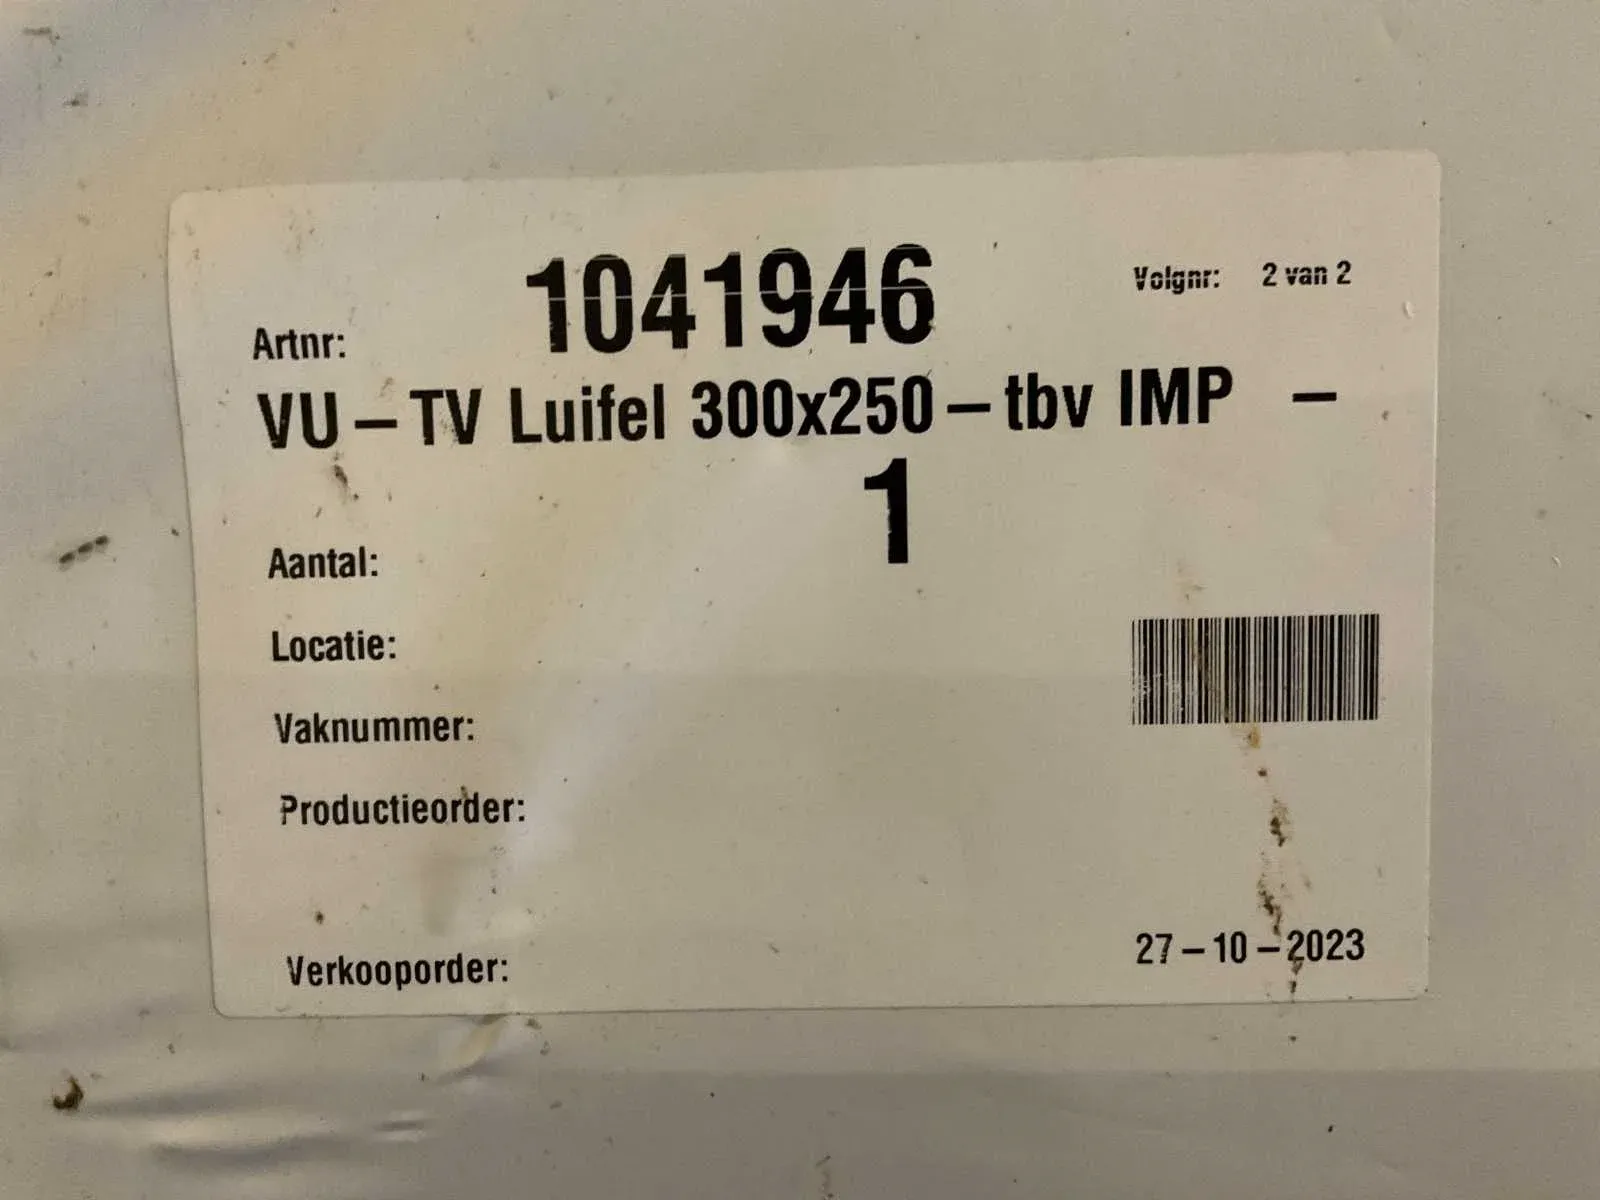 Artnr: 1041946 Volgnr: 2 van 2
VU - TV Luifel 300x250 - tbv IMP -
Aantal: 1
Locatie:
Vaknummer:
Productieorder:
Verkooporder: 27 - 10 - 2023